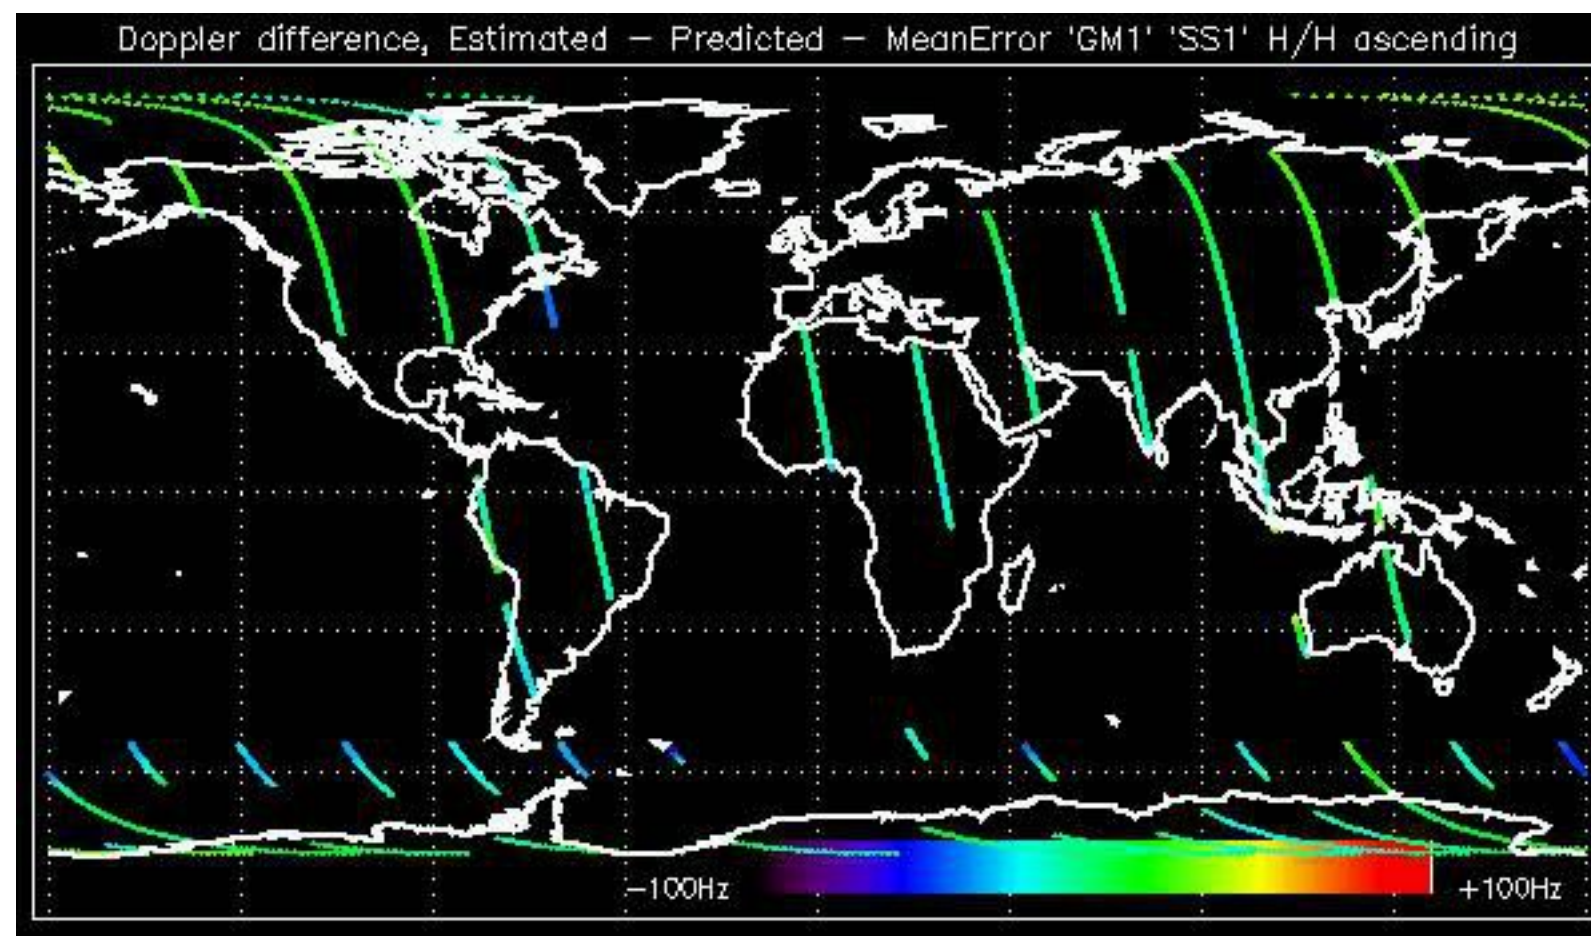 Doppler difference, Estimated - Predicted - MeanError 'GM1' 'SS1' H/H ascending
-100Hz
+100Hz